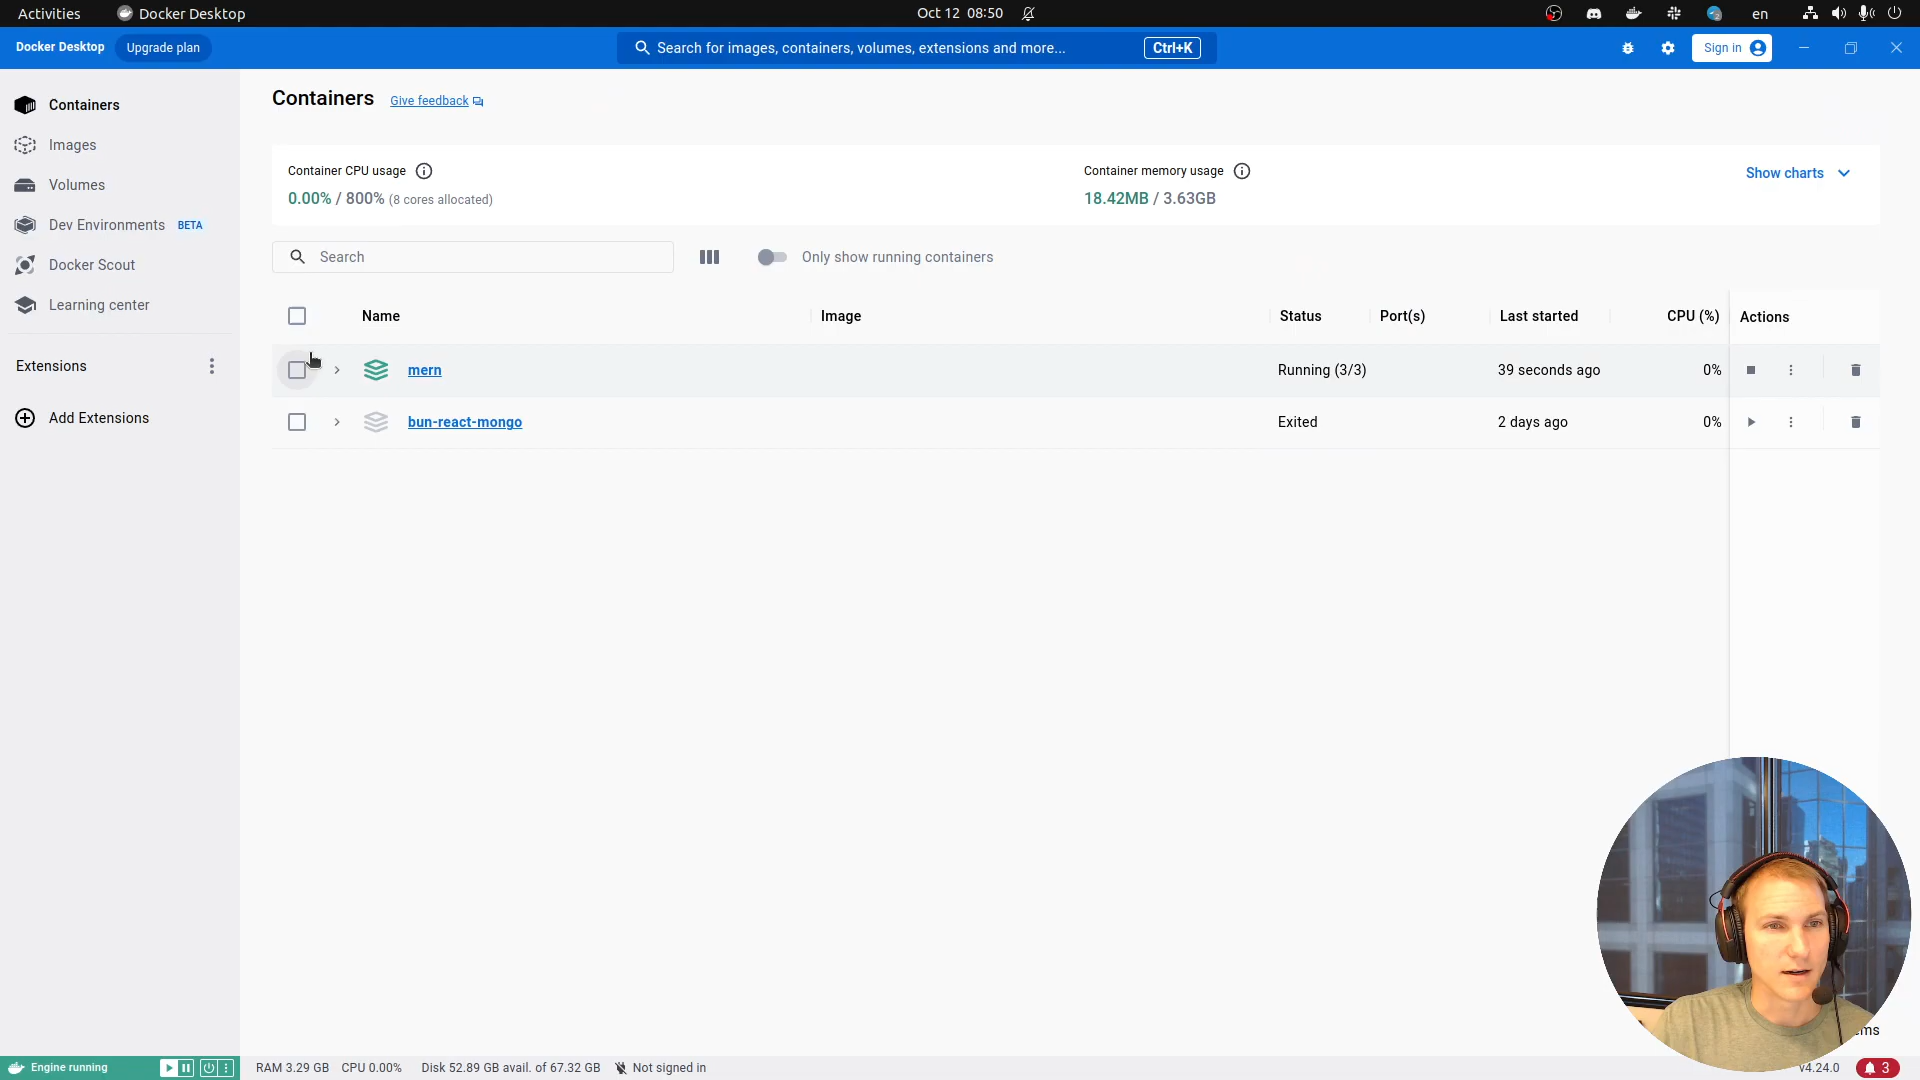 Activities Docker Desktop Oct 12 08:50 en
Docker Desktop Upgrade plan Search for images, containers, volumes, extensions and more... Ctrl+K Sign in
Containers
Images
Volumes
Dev Environments BETA
Docker Scout
Learning center
Extensions
Add Extensions
Containers Give feedback
Container CPU usage
0.00% / 800% (8 cores allocated)
Container memory usage
18.42MB / 3.63GB
Show charts
Search Only show running containers
Name Image Status Port(s) Last started CPU (%) Actions
mern Running (3/3) 39 seconds ago 0%
bun-react-mongo Exited 2 days ago 0%
Engine running RAM 3.29 GB CPU 0.00% Disk 52.89 GB avail. of 67.32 GB Not signed in v4.24.0 3